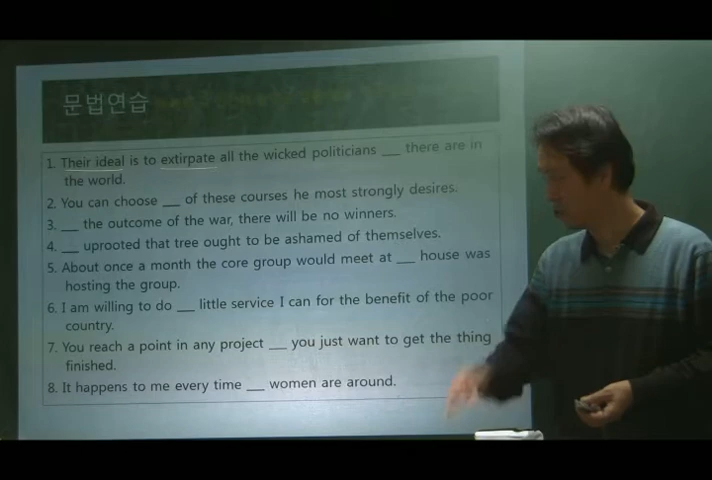 문법연습
1. Their ideal is to extirpate all the wicked politicians ___ there are in
the world.
2. You can choose ___ of these courses he most strongly desires.
3. ___ the outcome of the war, there will be no winners.
4. ___ uprooted that tree ought to be ashamed of themselves.
5. About once a month the core group would meet at ___ house was
hosting the group.
6. I am willing to do ___ little service I can for the benefit of the poor
country.
7. You reach a point in any project ___ you just want to get the thing
finished.
8. It happens to me every time ___ women are around.